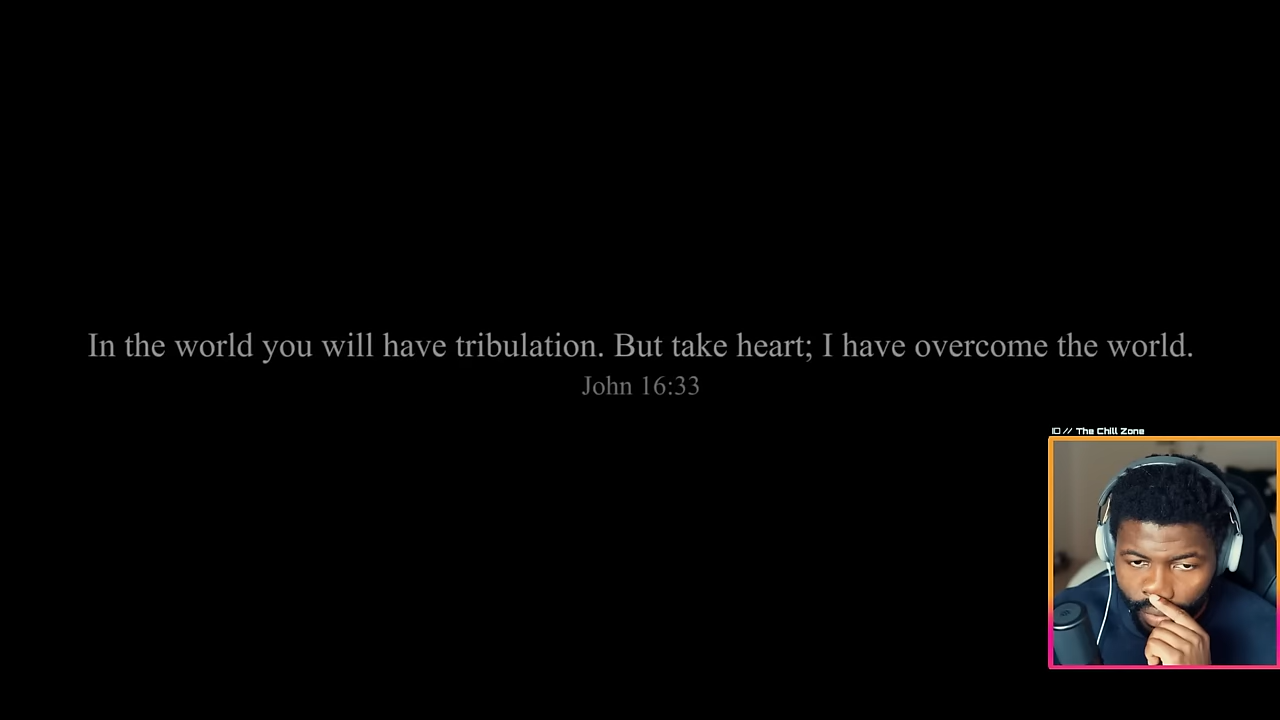 In the world you will have tribulation. But take heart; I have overcome the world.
John 16:33
ID // The Chill Zone